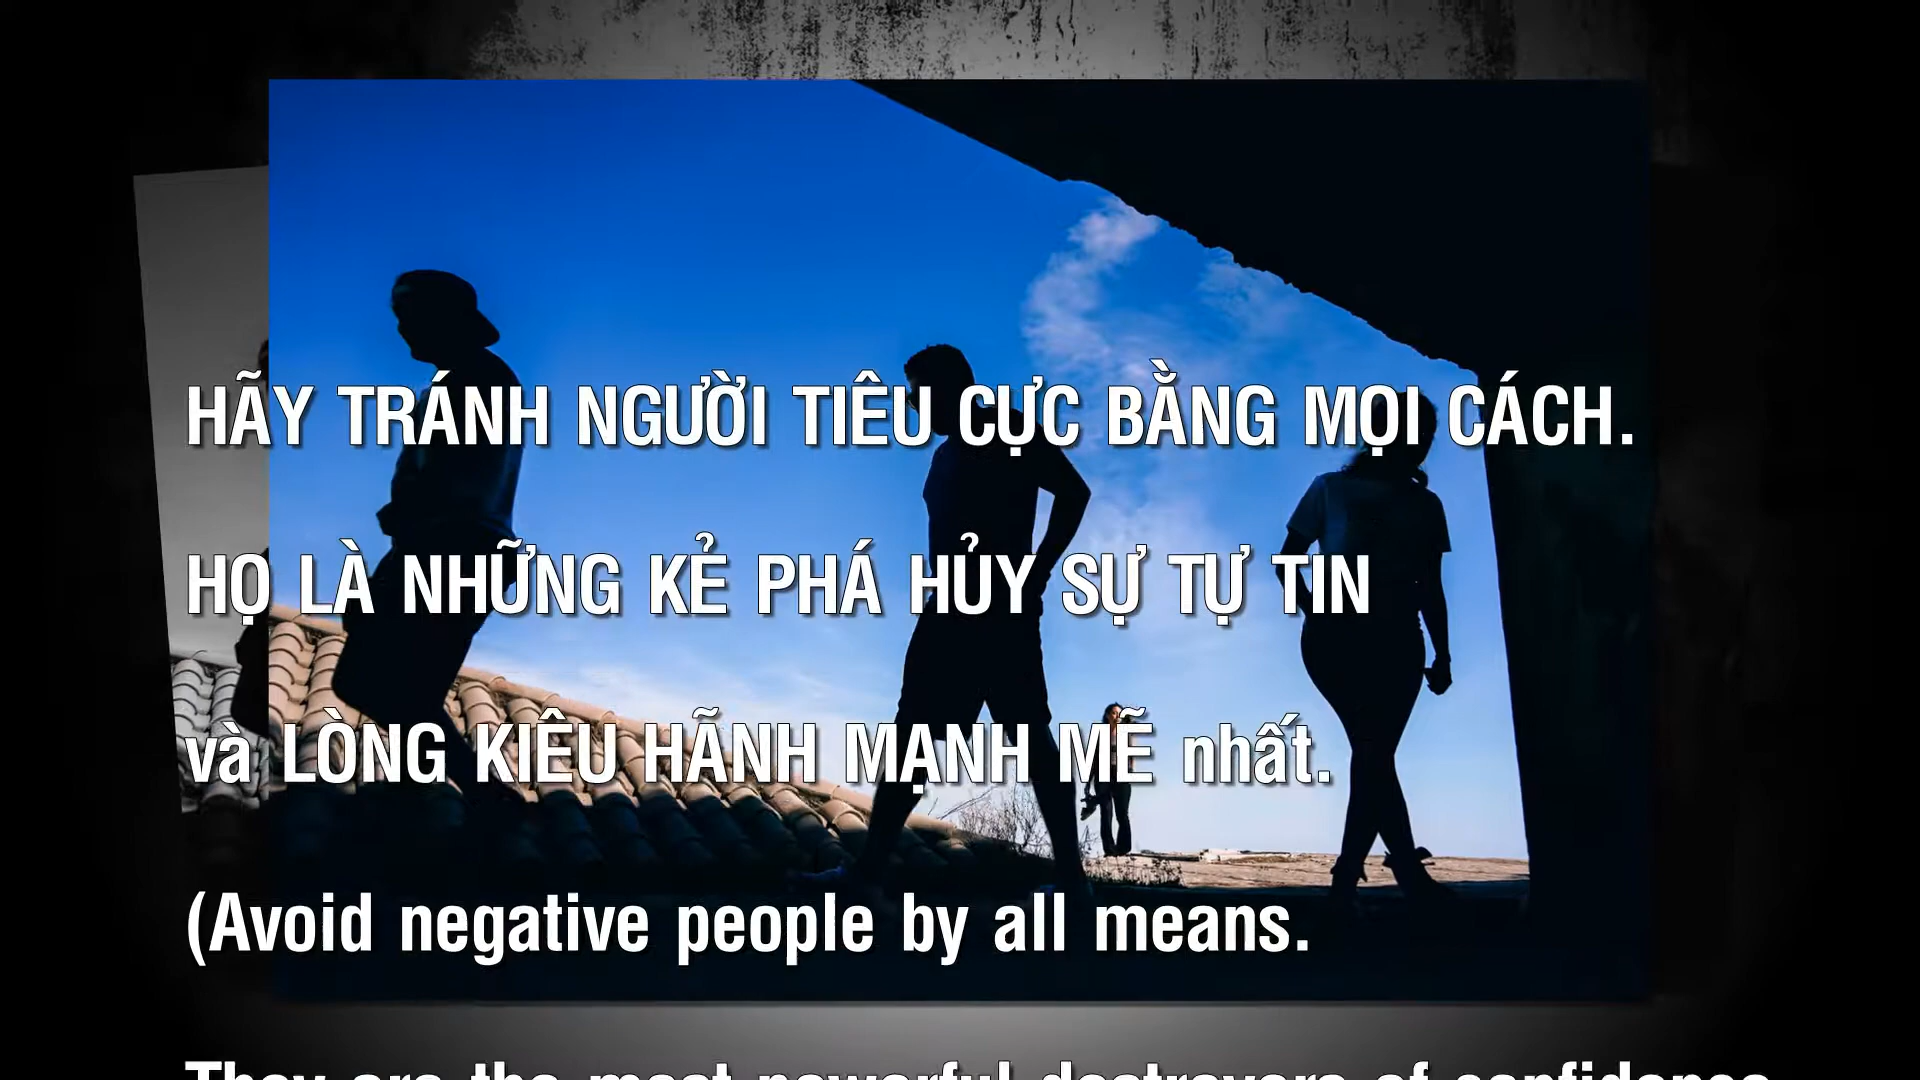 HÃY TRÁNH NGƯỜI TIÊU CỰC BẰNG MỌI CÁCH.
HỌ LÀ NHỮNG KẺ PHÁ HỦY SỰ TỰ TIN
và LÒNG KIÊU HÃNH MẠNH MẼ nhất.
(Avoid negative people by all means.
They are the most powerful destroyers of confidence